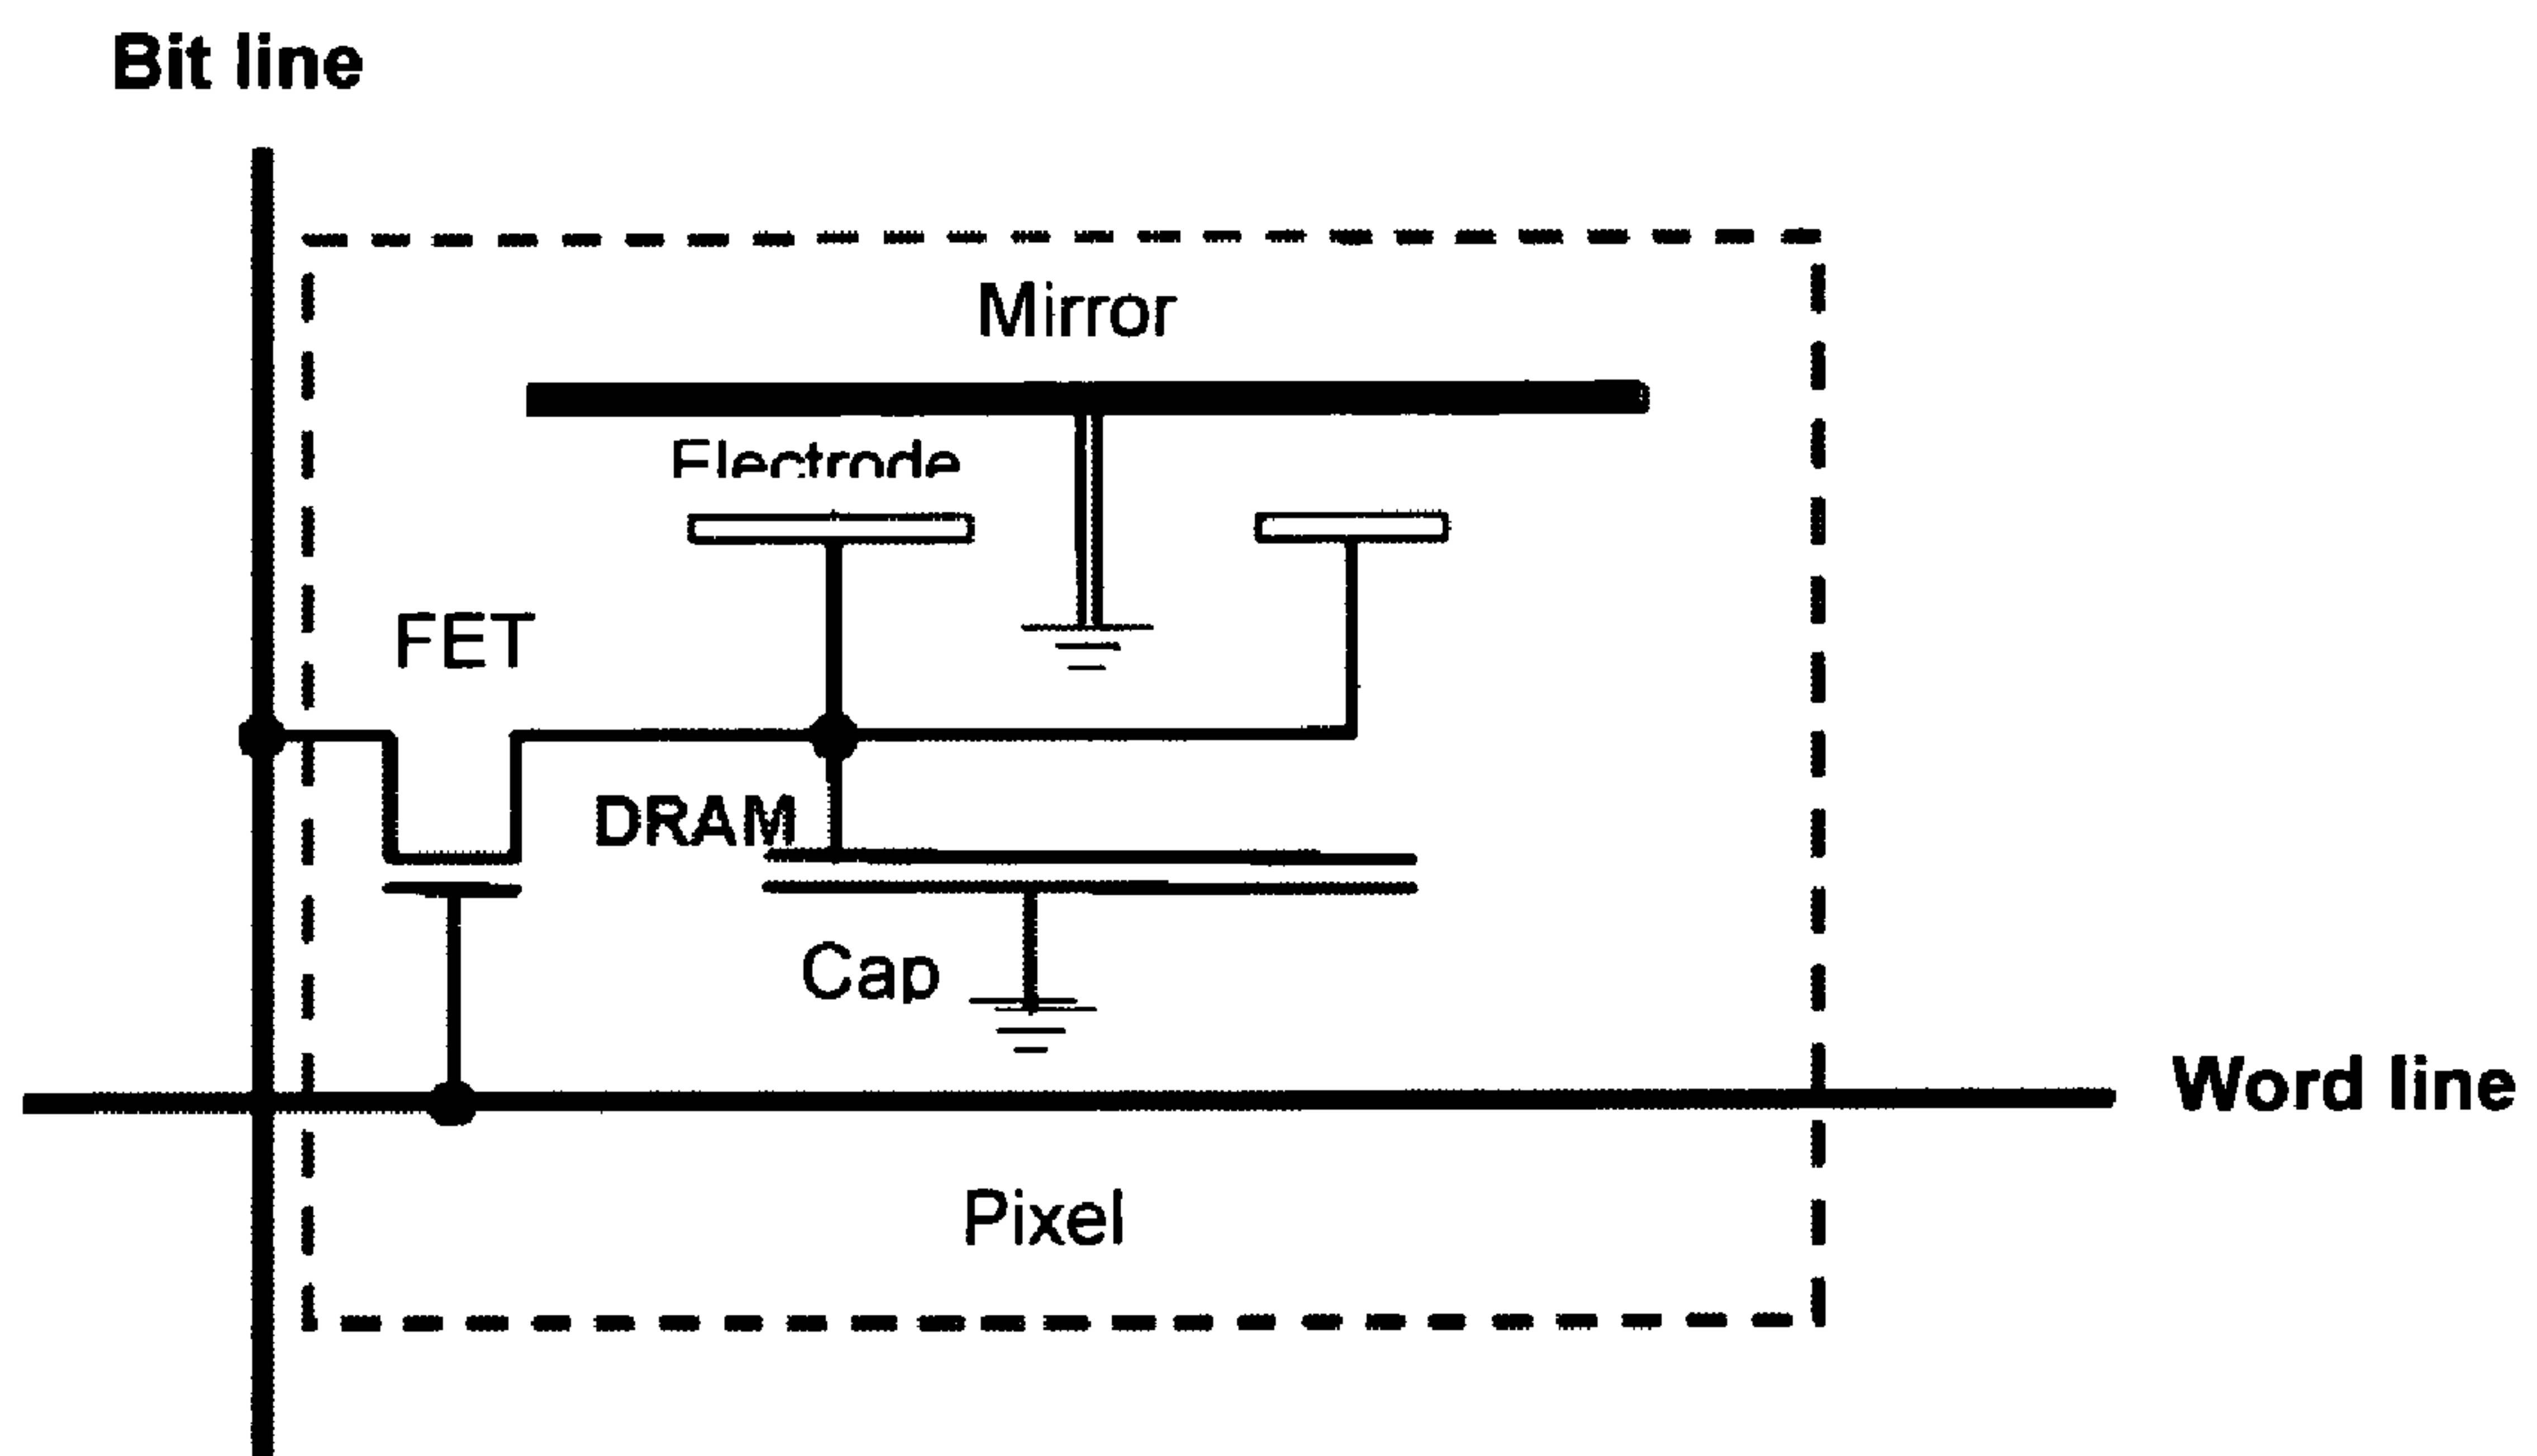 Bit line
Mirror
Electrode
FET
DRAM
Cap
Word line
Pixel